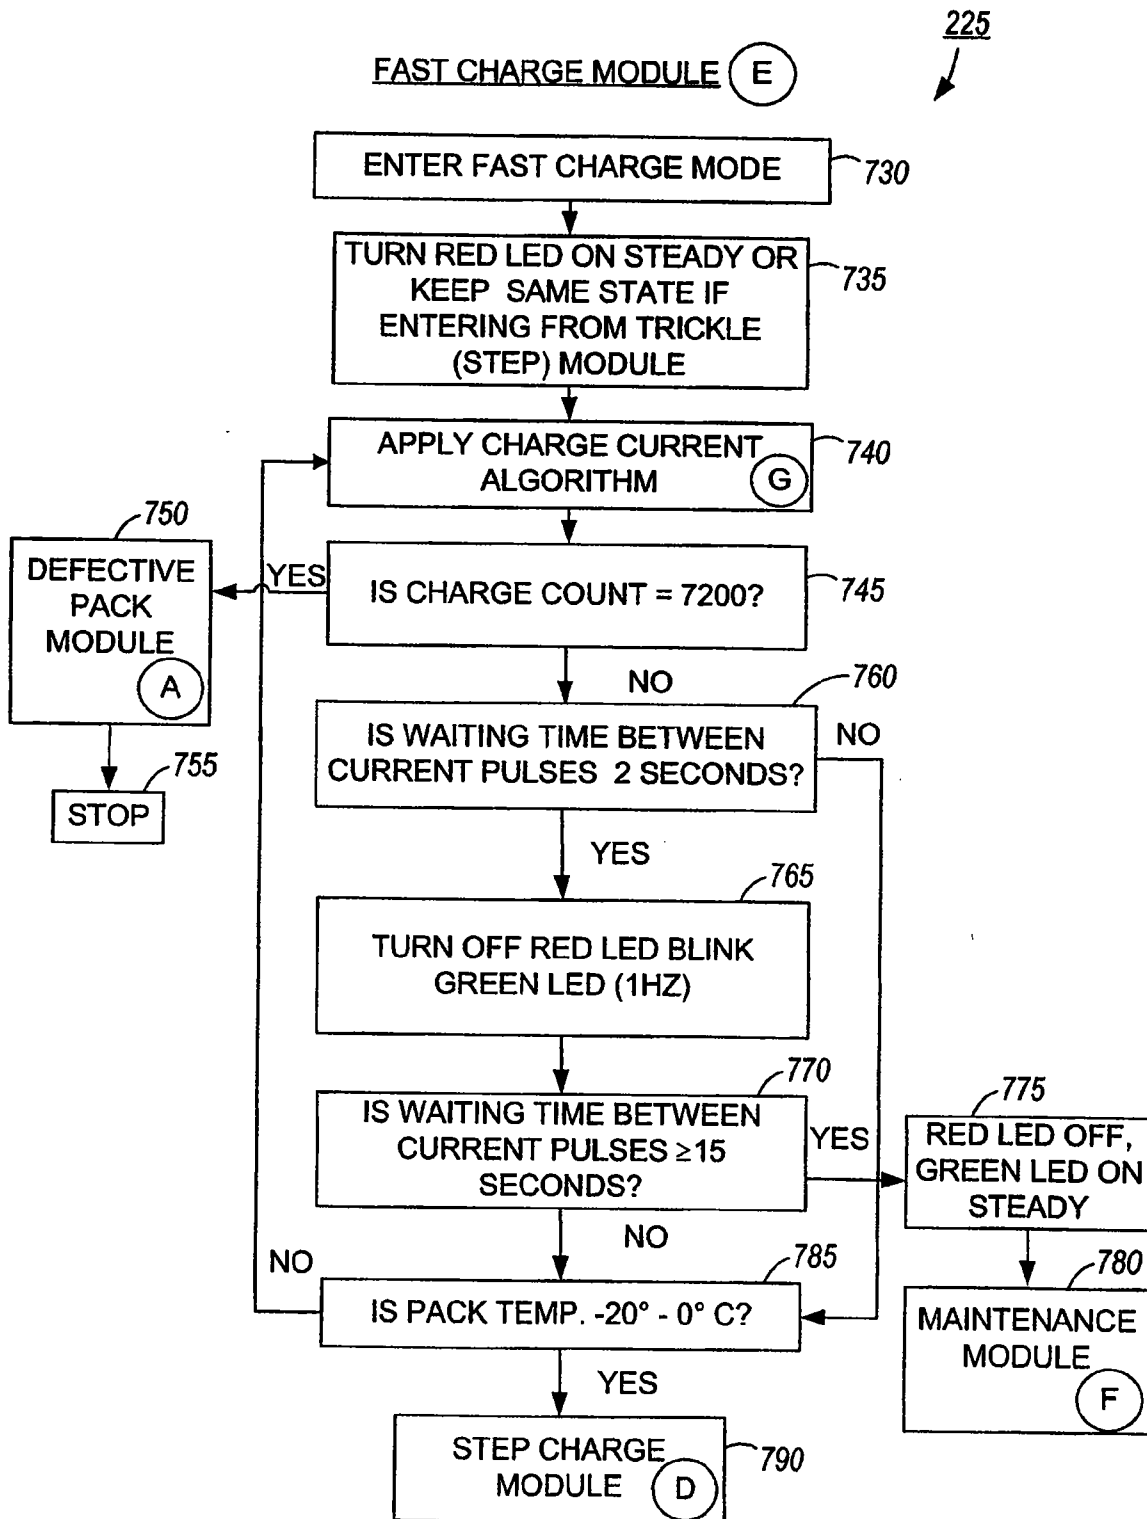 225
FAST CHARGE MODULE E
ENTER FAST CHARGE MODE
730
TURN RED LED ON STEADY OR
KEEP SAME STATE IF
ENTERING FROM TRICKLE
(STEP) MODULE
735
APPLY CHARGE CURRENT
ALGORITHM
G
740
750
DEFECTIVE
PACK
MODULE
A
YES
IS CHARGE COUNT = 7200?
745
NO
755
STOP
760
IS WAITING TIME BETWEEN
CURRENT PULSES 2 SECONDS?
NO
YES
765
TURN OFF RED LED BLINK
GREEN LED (1HZ)
770
IS WAITING TIME BETWEEN
CURRENT PULSES ≥15
SECONDS?
YES
775
RED LED OFF,
GREEN LED ON
STEADY
NO
NO
785
IS PACK TEMP. -20° - 0° C?
780
MAINTENANCE
MODULE
F
YES
STEP CHARGE
MODULE
D
790